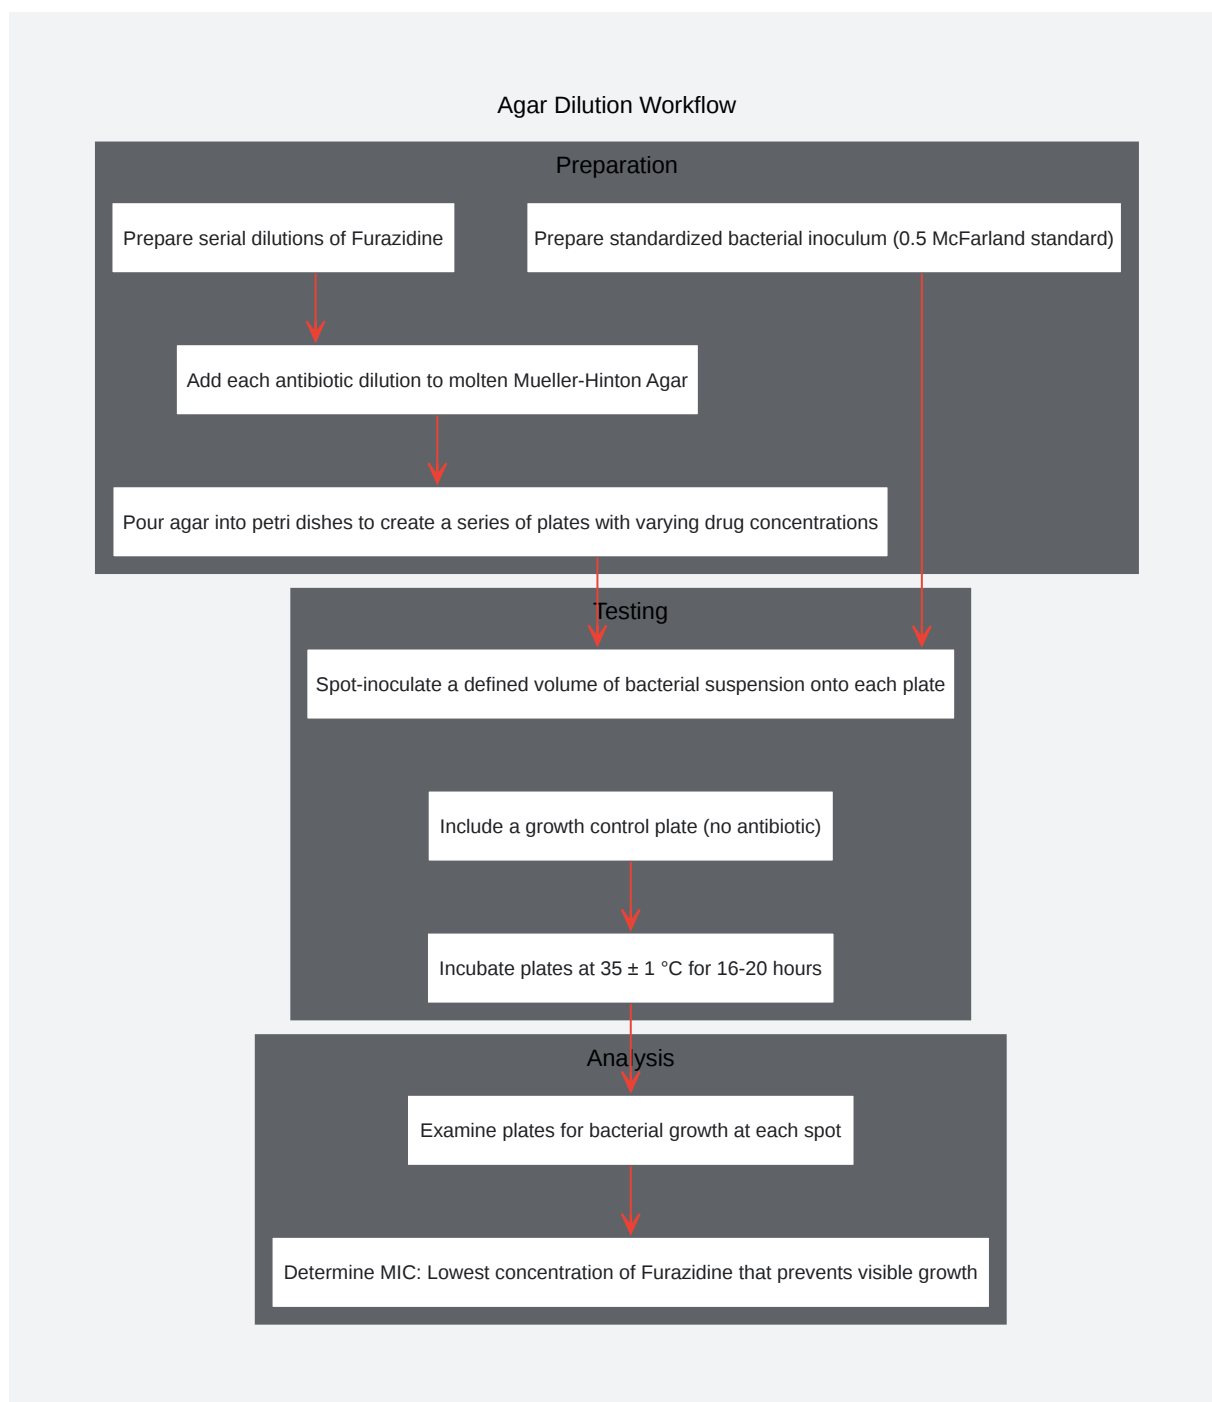 Agar Dilution Workflow
Preparation
Prepare serial dilutions of Furazidine
Prepare standardized bacterial inoculum (0.5 McFarland standard)
Add each antibiotic dilution to molten Mueller-Hinton Agar
Pour agar into petri dishes to create a series of plates with varying drug concentrations
Testing
Spot-inoculate a defined volume of bacterial suspension onto each plate
Include a growth control plate (no antibiotic)
Incubate plates at 35 ± 1 °C for 16-20 hours
Analysis
Examine plates for bacterial growth at each spot
Determine MIC: Lowest concentration of Furazidine that prevents visible growth